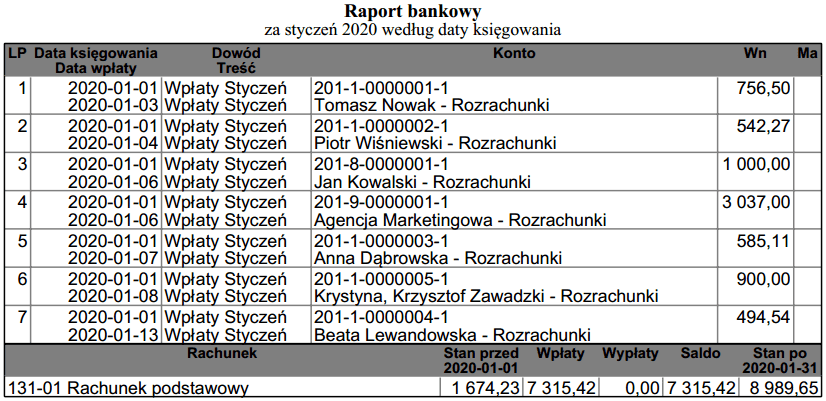 Raport bankowy
za styczeń 2020 według daty księgowania
LP Data księgowania Dowód Konto Wn Ma
Data wpłaty Treść
1 2020-01-01 Wpłaty Styczeń 201-1-0000001-1 756,50
2020-01-03 Wpłaty Styczeń Tomasz Nowak - Rozrachunki
2 2020-01-01 Wpłaty Styczeń 201-1-0000002-1 542,27
2020-01-04 Wpłaty Styczeń Piotr Wiśniewski - Rozrachunki
3 2020-01-01 Wpłaty Styczeń 201-8-0000001-1 1 000,00
2020-01-06 Wpłaty Styczeń Jan Kowalski - Rozrachunki
4 2020-01-01 Wpłaty Styczeń 201-9-0000001-1 3 037,00
2020-01-06 Wpłaty Styczeń Agencja Marketingowa - Rozrachunki
5 2020-01-01 Wpłaty Styczeń 201-1-0000003-1 585,11
2020-01-07 Wpłaty Styczeń Anna Dąbrowska - Rozrachunki
6 2020-01-01 Wpłaty Styczeń 201-1-0000005-1 900,00
2020-01-08 Wpłaty Styczeń Krystyna, Krzysztof Zawadzki - Rozrachunki
7 2020-01-01 Wpłaty Styczeń 201-1-0000004-1 494,54
2020-01-13 Wpłaty Styczeń Beata Lewandowska - Rozrachunki
Rachunek Stan przed Wpłaty Wypłaty Saldo Stan po
2020-01-01 2020-01-31
131-01 Rachunek podstawowy 1 674,23 7 315,42 0,00 7 315,42 8 989,65